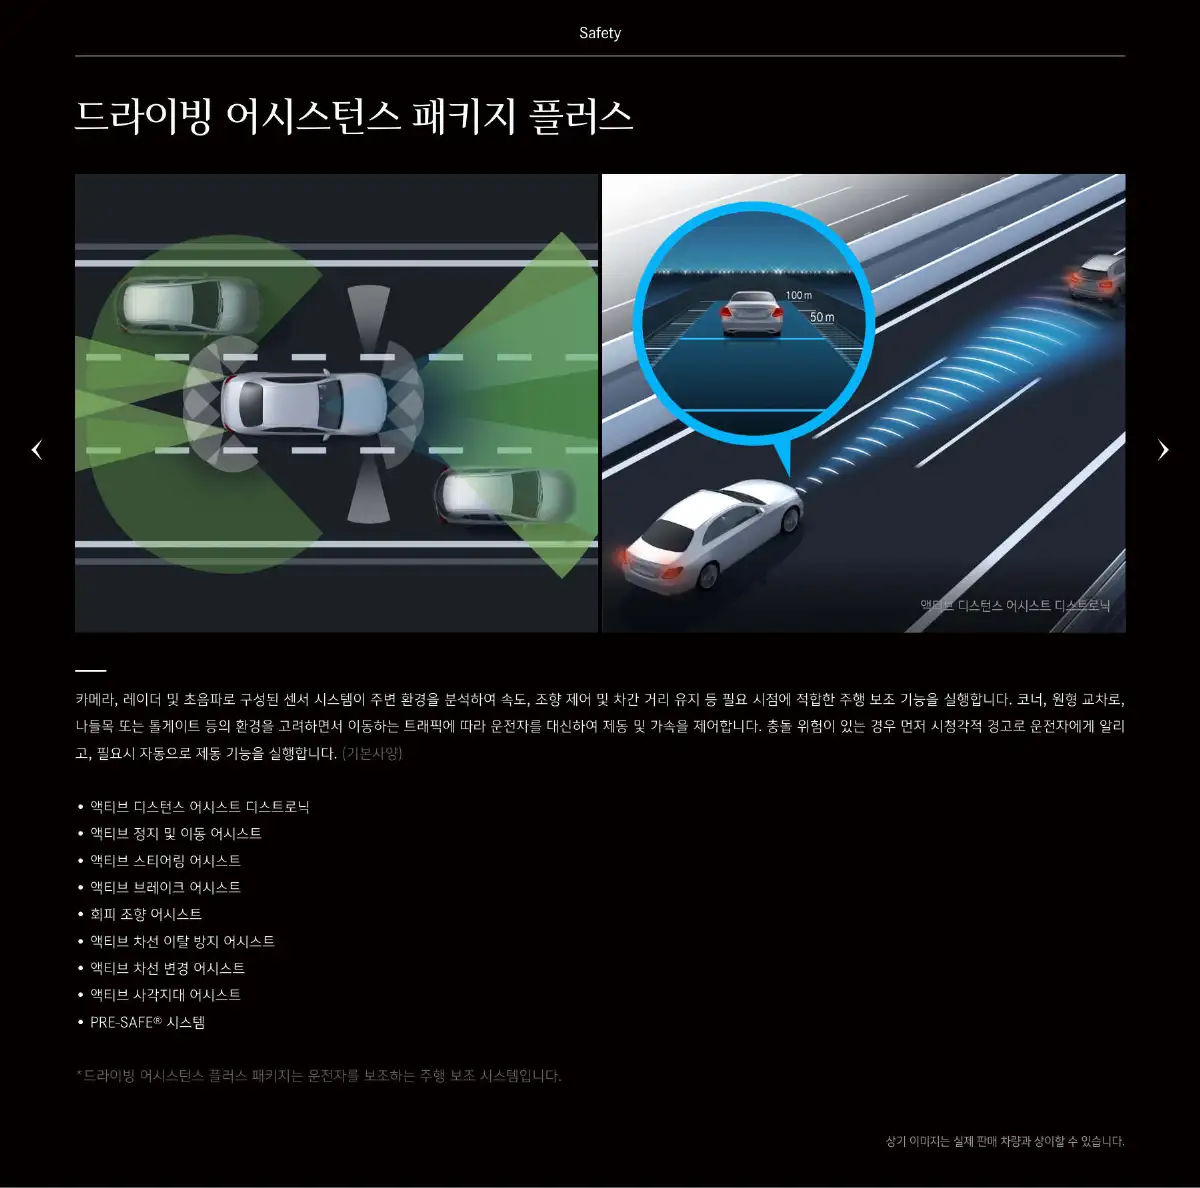 Safety
드라이빙 어시스턴스 패키지 플러스
100 m
50 m
액티브 디스턴스 어시스트 디스트로닉
카메라, 레이더 및 초음파로 구성된 센서 시스템이 주변 환경을 분석하여 속도, 조향 제어 및 차간 거리 유지 등 필요 시점에 적합한 주행 보조 기능을 실행합니다. 코너, 원형 교차로,
나들목 또는 톨게이트 등의 환경을 고려하면서 이동하는 트래픽에 따라 운전자를 대신하여 제동 및 가속을 제어합니다. 충돌 위험이 있는 경우 먼저 시청각적 경고로 운전자에게 알리
고, 필요시 자동으로 제동 기능을 실행합니다. (기본사양)
• 액티브 디스턴스 어시스트 디스트로닉
• 액티브 정지 및 이동 어시스트
• 액티브 스티어링 어시스트
• 액티브 브레이크 어시스트
• 회피 조향 어시스트
• 액티브 차선 이탈 방지 어시스트
• 액티브 차선 변경 어시스트
• 액티브 사각지대 어시스트
• PRE-SAFE® 시스템
*드라이빙 어시스턴스 플러스 패키지는 운전자를 보조하는 주행 보조 시스템입니다.
상기 이미지는 실제 판매 차량과 상이할 수 있습니다.